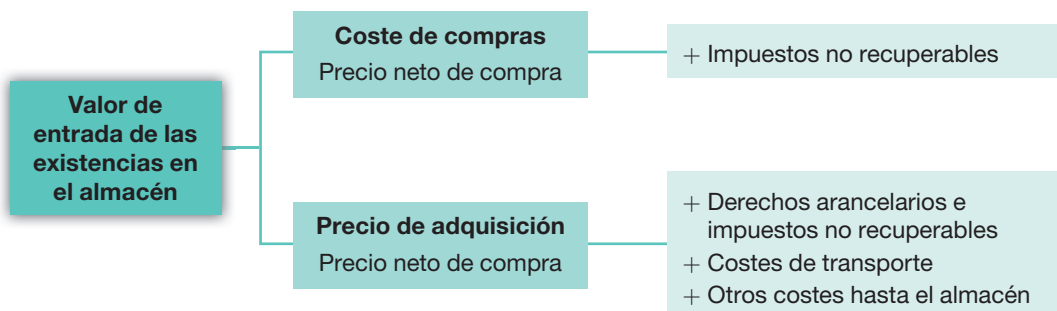 Valor de
entrada de las
existencias en
el almacén
Coste de compras
Precio neto de compra
+ Impuestos no recuperables
Precio de adquisición
Precio neto de compra
+ Derechos arancelarios e
impuestos no recuperables
+ Costes de transporte
+ Otros costes hasta el almacén